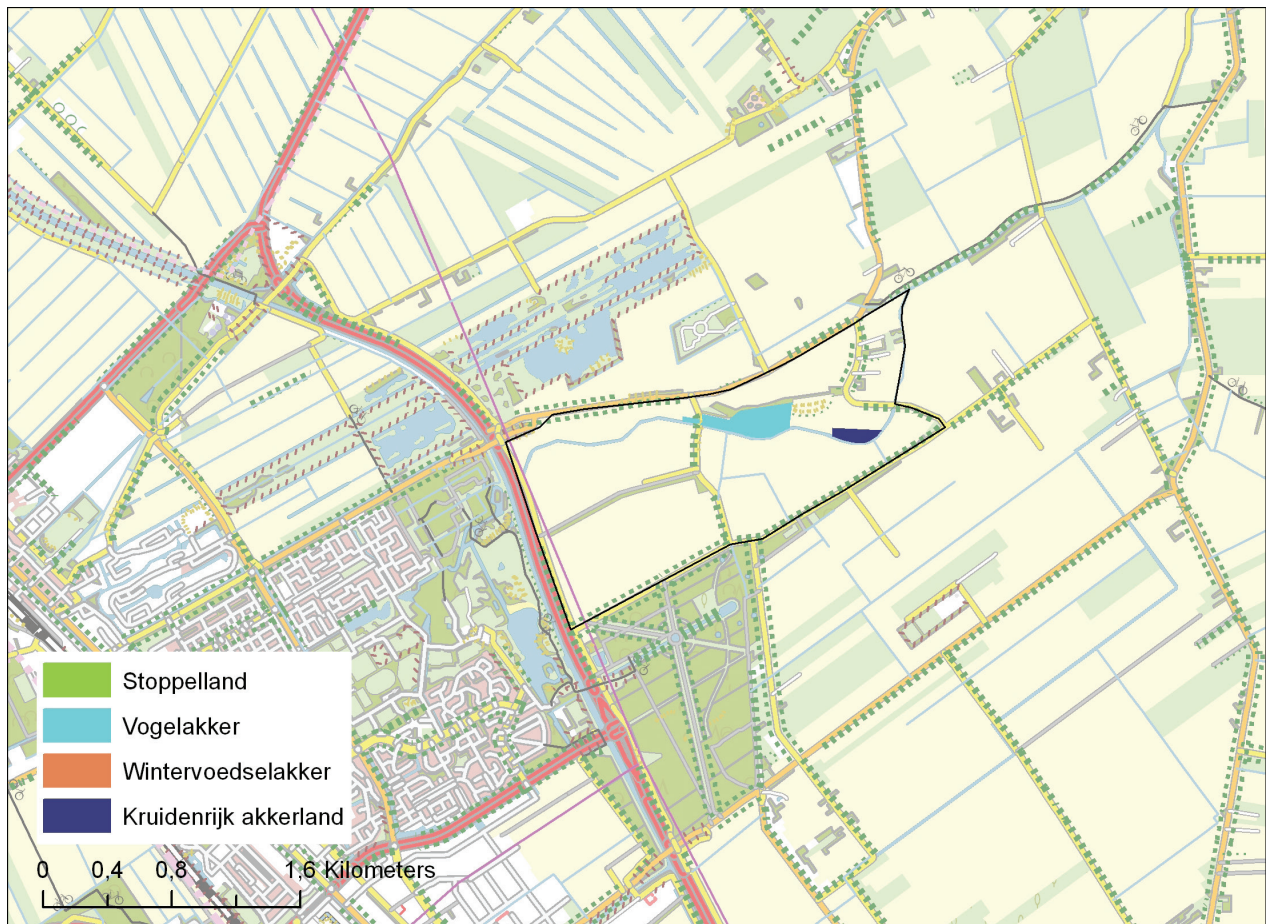 Stoppelland
Vogelakker
Wintervoedselakker
Kruidenrijk akkerland
0 0,4 0,8 1,6 Kilometers